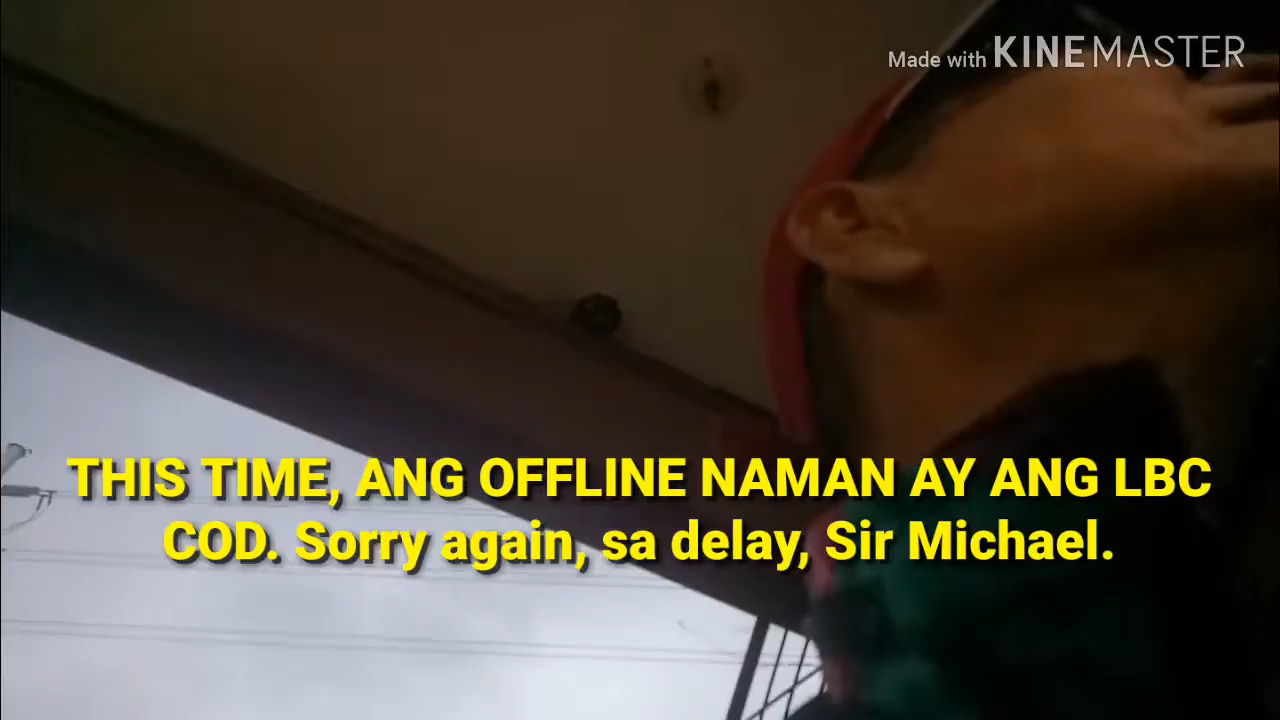 Made with KINEMASTER
THIS TIME, ANG OFFLINE NAMAN AY ANG LBC
COD. Sorry again, sa delay, Sir Michael.